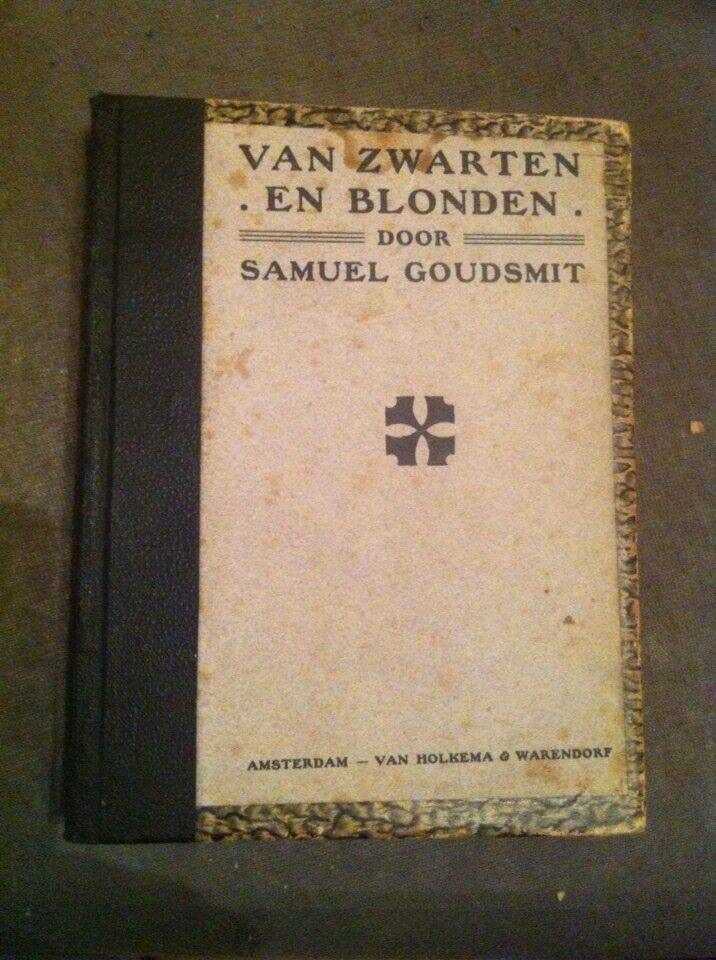 VAN ZWARTEN
. EN BLONDEN .
DOOR
SAMUEL GOUDSMIT
AMSTERDAM — VAN HOLKEMA & WARENDORF